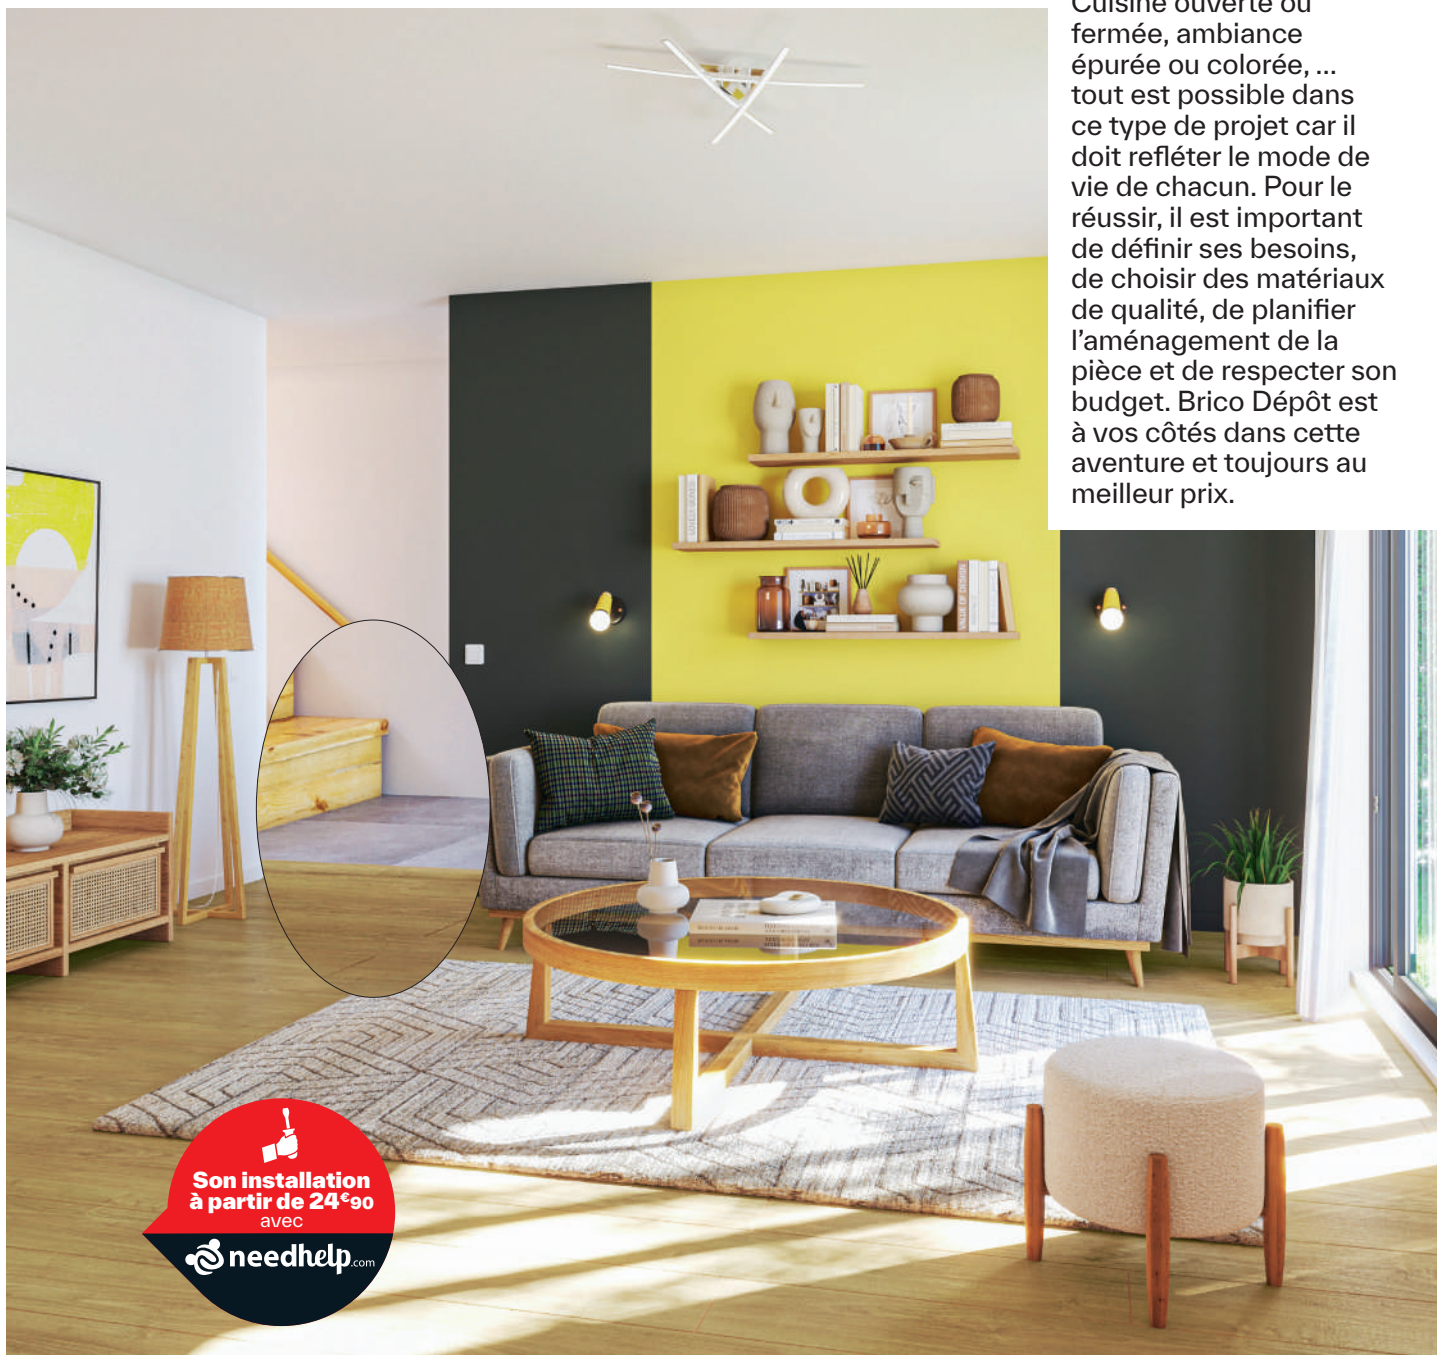 Cuisine ouverte ou
fermée, ambiance
épurée ou colorée, ...
tout est possible dans
ce type de projet car il
doit refléter le mode de
vie de chacun. Pour le
réussir, il est important
de définir ses besoins,
de choisir des matériaux
de qualité, de planifier
l'aménagement de la
pièce et de respecter son
budget. Brico Dépôt est
à vos côtés dans cette
aventure et toujours au
meilleur prix.
Son installation
à partir de 24€90
avec
needhelp.com